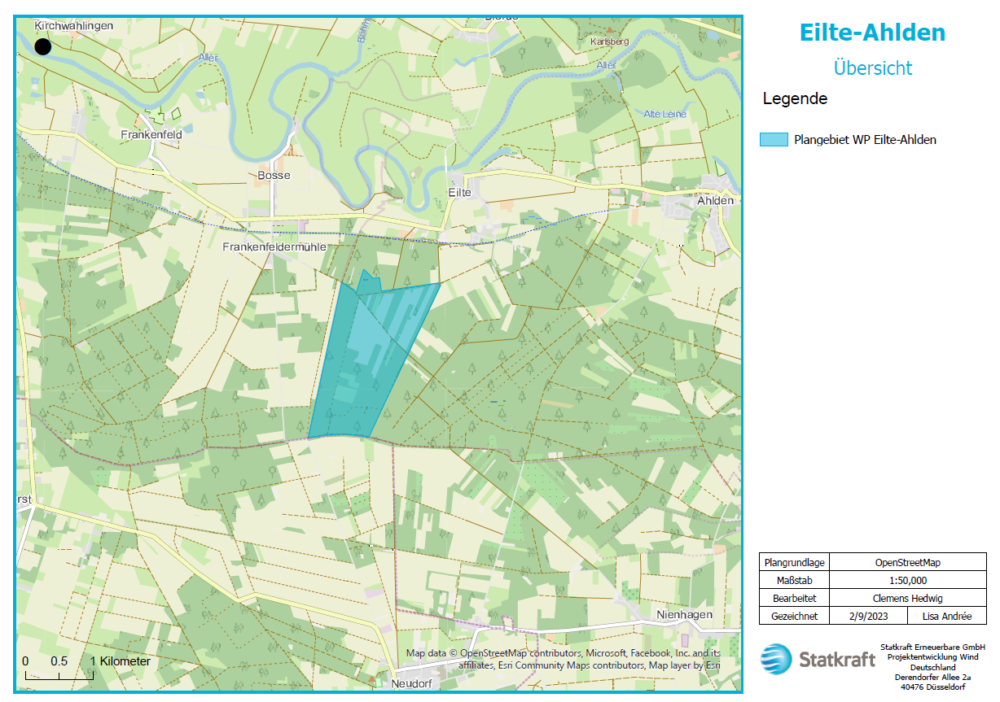 Kirchwahlingen
Böhm
Aller
Karlsberg
Aller
Alte Leine
Frankenfeld
Bosse
Eilte
Ahlden
Frankenfeldermühle
rst
Nienhagen
Neudorf
0 0.5 1 Kilometer
Map data © OpenStreetMap contributors, Microsoft, Facebook, Inc. and its
affiliates, Esri Community Maps contributors, Map layer by Esri
Eilte-Ahlden
Übersicht
Legende
Plangebiet WP Eilte-Ahlden
Plangrundlage OpenStreetMap
Maßstab 1:50,000
Bearbeitet Clemens Hedwig
Gezeichnet 2/9/2023 Lisa Andrée
Statkraft
Statkraft Erneuerbare GmbH
Projektentwicklung Wind
Deutschland
Derendorfer Allee 2a
40476 Düsseldorf